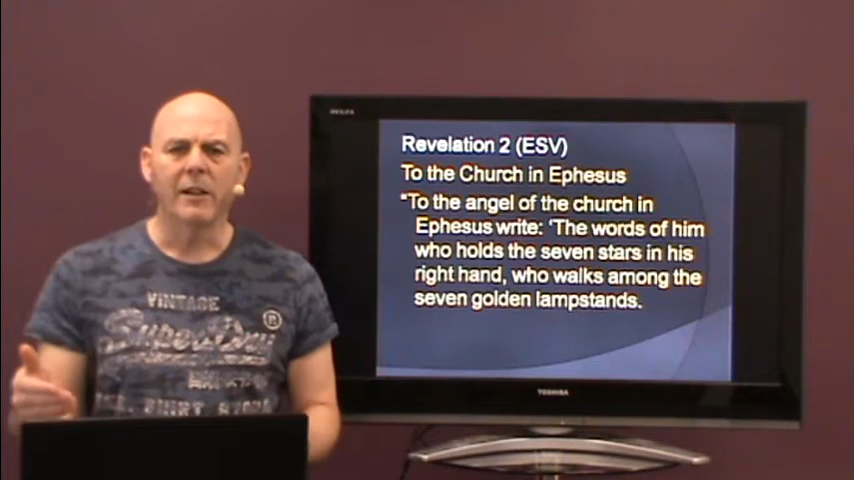 REGZA
Revelation 2 (ESV)
To the Church in Ephesus
"To the angel of the church in
Ephesus write: ‘The words of him
who holds the seven stars in his
right hand, who walks among the
seven golden lampstands.
TOSHIBA
VINTAGE
SuperDry
®